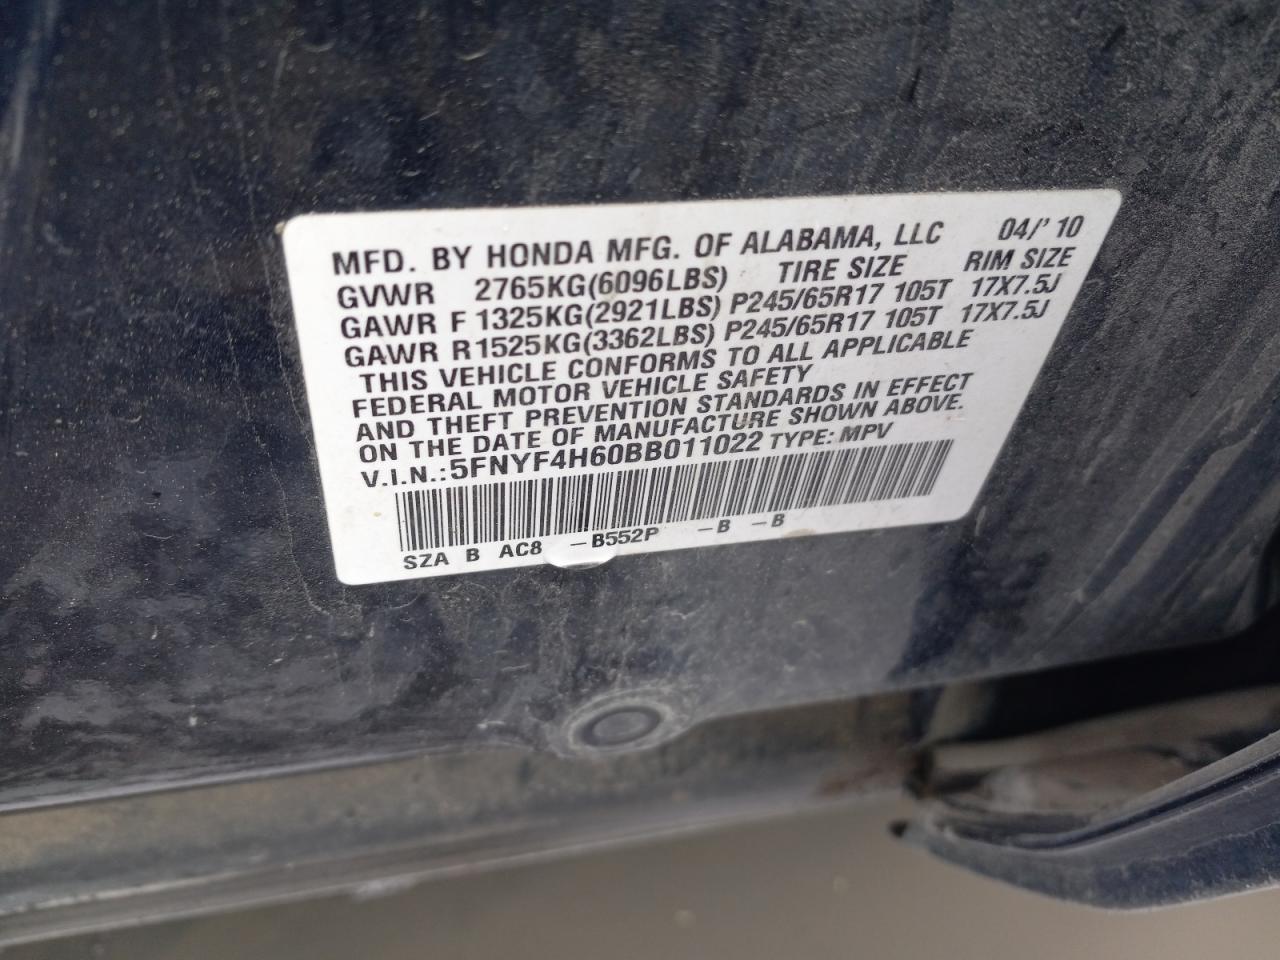 MFD. BY HONDA MFG. OF ALABAMA, LLC 04/'10
GVWR 2765KG(6096LBS) TIRE SIZE RIM SIZE
GAWR F 1325KG(2921LBS) P245/65R17 105T 17X7.5J
GAWR R 1525KG(3362LBS) P245/65R17 105T 17X7.5J
THIS VEHICLE CONFORMS TO ALL APPLICABLE
FEDERAL MOTOR VEHICLE SAFETY
AND THEFT PREVENTION STANDARDS IN EFFECT
ON THE DATE OF MANUFACTURE SHOWN ABOVE.
V.I.N.:5FNYF4H60BB011022 TYPE: MPV
SZA B AC8 –B552P –B –B